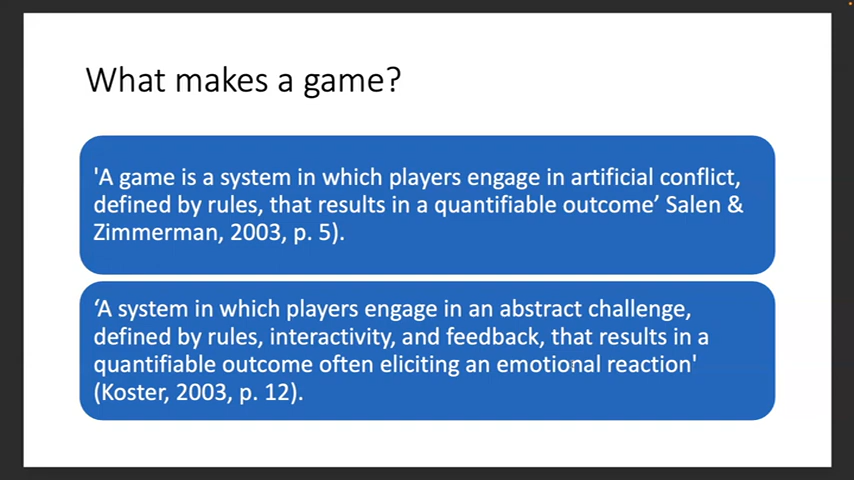 What makes a game?
'A game is a system in which players engage in artificial conflict,
defined by rules, that results in a quantifiable outcome’ Salen &
Zimmerman, 2003, p. 5).
‘A system in which players engage in an abstract challenge,
defined by rules, interactivity, and feedback, that results in a
quantifiable outcome often eliciting an emotional reaction'
(Koster, 2003, p. 12).